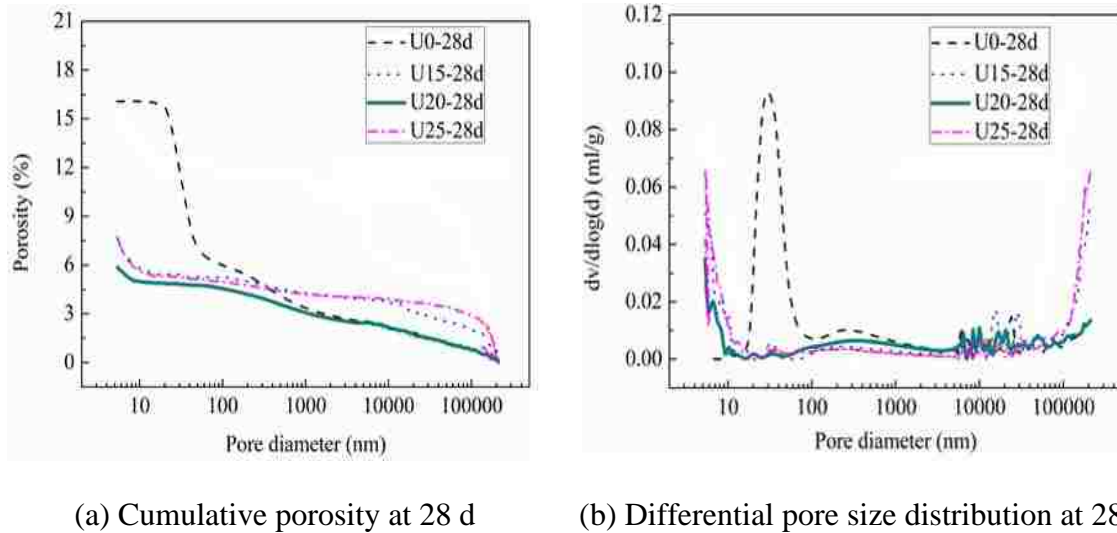 21
18
15
12
9
6
3
0
Porosity (%)
U0-28d
U15-28d
U20-28d
U25-28d
10 100 1000 10000 100000
Pore diameter (nm)
0.12
0.10
0.08
0.06
0.04
0.02
0.00
dv/dlog(d) (ml/g)
U0-28d
U15-28d
U20-28d
U25-28d
10 100 1000 10000 100000
Pore diameter (nm)
(a) Cumulative porosity at 28 d (b) Differential pore size distribution at 28